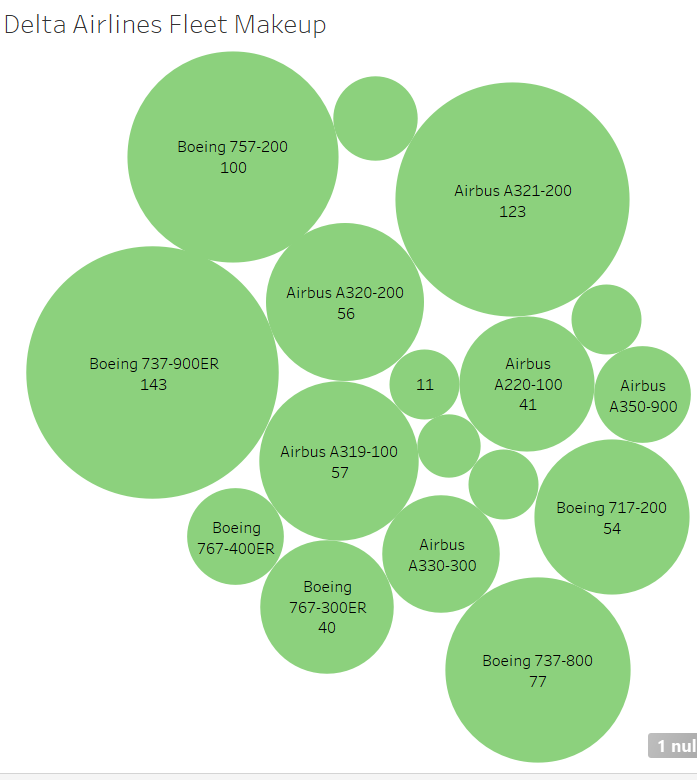 Delta Airlines Fleet Makeup
Boeing 757-200
100
Airbus A321-200
123
Airbus A320-200
56
Boeing 737-900ER
143
11
Airbus
A220-100
41
Airbus
A350-900
Airbus A319-100
57
Boeing 717-200
54
Boeing
767-400ER
Airbus
A330-300
Boeing
767-300ER
40
Boeing 737-800
77
1 nul